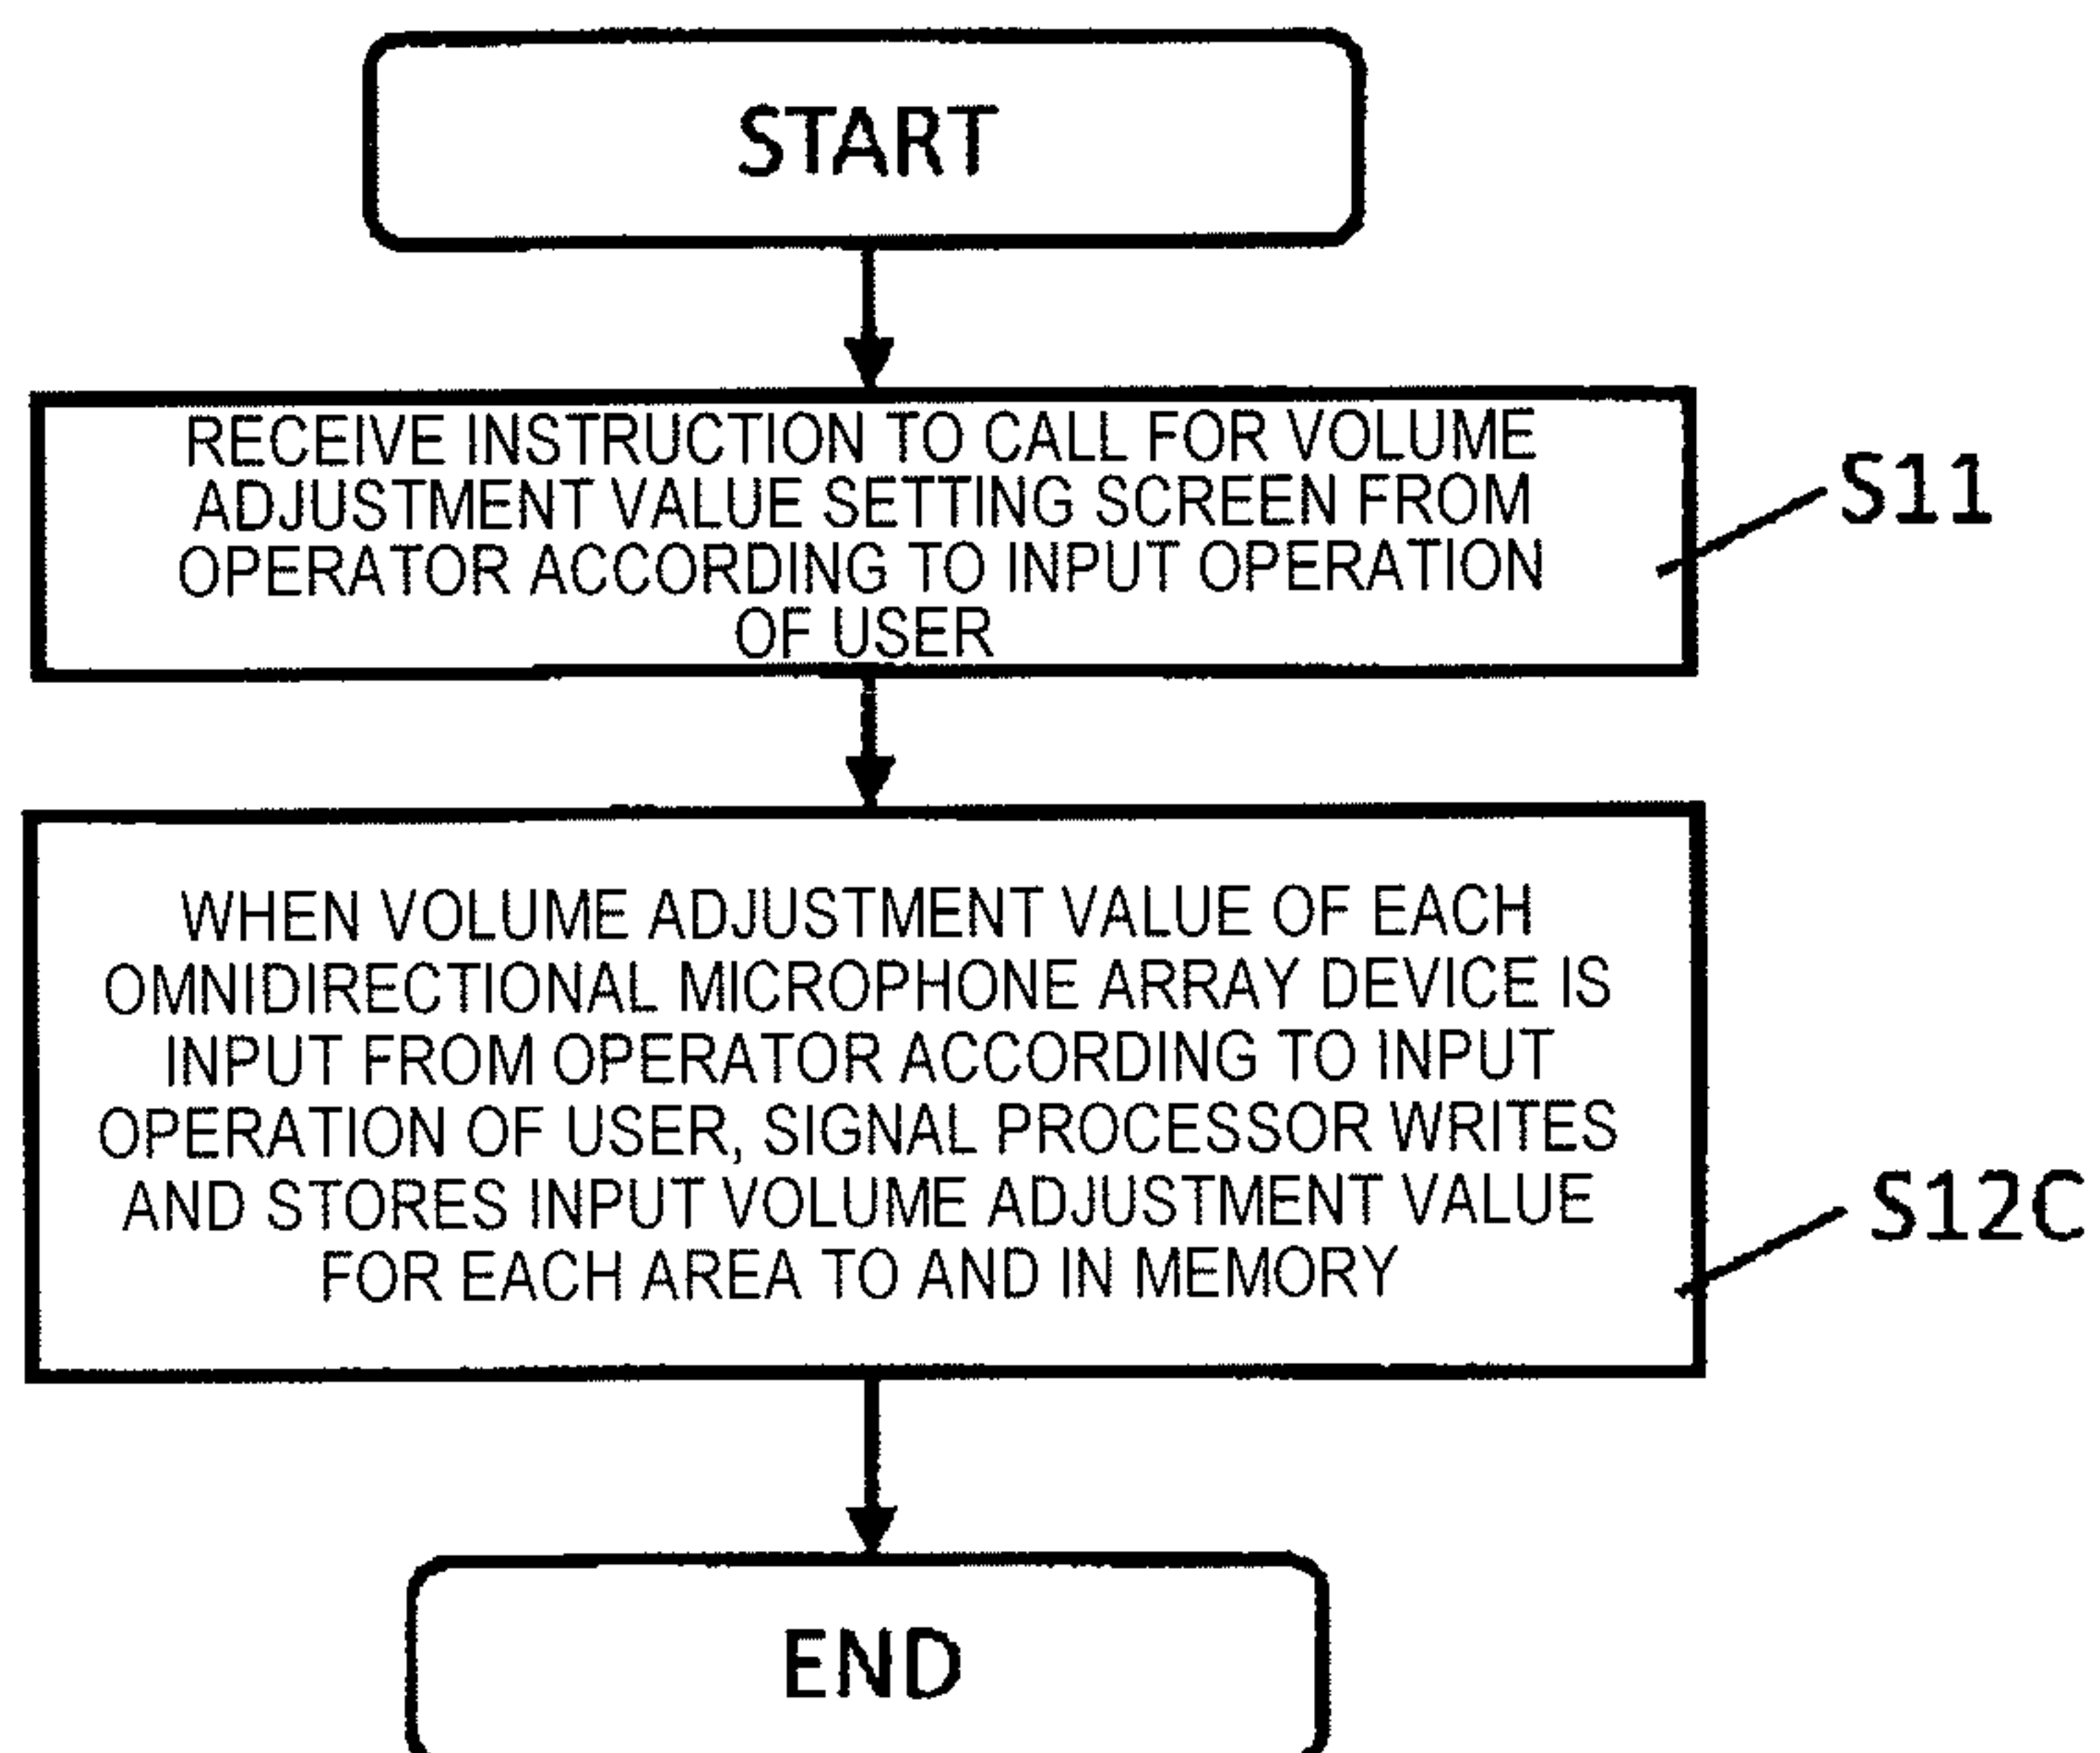 START
RECEIVE INSTRUCTION TO CALL FOR VOLUME
ADJUSTMENT VALUE SETTING SCREEN FROM
OPERATOR ACCORDING TO INPUT OPERATION
OF USER
S11
WHEN VOLUME ADJUSTMENT VALUE OF EACH
OMNIDIRECTIONAL MICROPHONE ARRAY DEVICE IS
INPUT FROM OPERATOR ACCORDING TO INPUT
OPERATION OF USER, SIGNAL PROCESSOR WRITES
AND STORES INPUT VOLUME ADJUSTMENT VALUE
FOR EACH AREA TO AND IN MEMORY
S12C
END